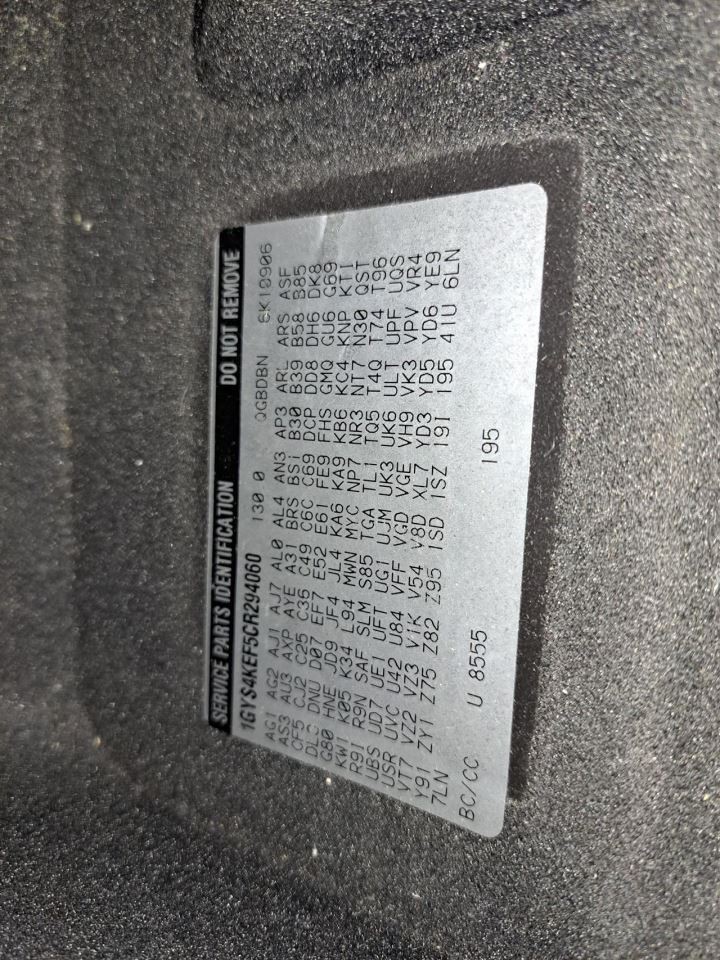 SERVICE PARTS IDENTIFICATION DO NOT REMOVE
1GYS4KEF5CR294060 130 0 QGBDBN 6K10906
AG1 AG2 AJ1 AJ7 AL0 AL4 AN3 AP3 ARL ARS ASF
AS3 AU3 AXP AYE A31 BRS BS1 B30 B39 B58 B85
CF5 CJ2 C25 C36 C49 C6C C69 DCP DD8 DH6 DK8
DL3 DNU D07 EF7 E52 E61 FE9 FHS GMQ GU6 G69
G80 HNE JD9 JF4 JL4 KA6 KA9 KB6 KC4 KNP KTI
KW1 K05 K34 L94 MWN MYC NP7 NR3 NT7 N30 QST
R91 R9N SAF SLM S85 TGA TL1 TQ5 T4Q T74 T96
UBS UD7 UE1 UFT UG1 UJM UK3 UK6 ULT UPF UQS
USR UVC U42 U84 VFF VGD VGE VH9 VK3 VPV VR4
VT7 VZ2 VZ3 V1K V54 V8D XL7 YD3 YD5 YD6 YE9
Y91 ZY1 Z75 Z82 Z95 1SD 1SZ 19I 195 41U 6LN
7LN
BC/CC U 8555 195